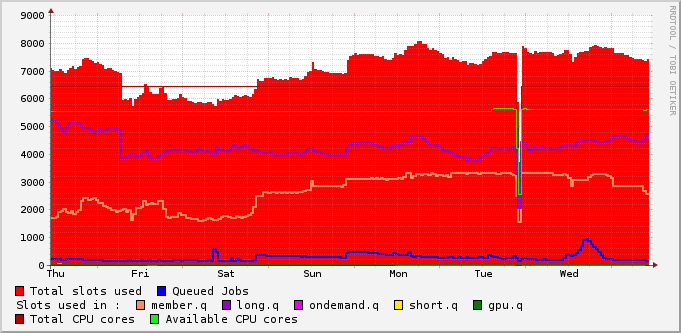 9000
8000
7000
6000
5000
4000
3000
2000
1000
0
Thu Fri Sat Sun Mon Tue Wed
RRDTOOL / TOBI OETIKER
Total slots used Queued Jobs
Slots used in : member.q long.q ondemand.q short.q gpu.q
Total CPU cores Available CPU cores